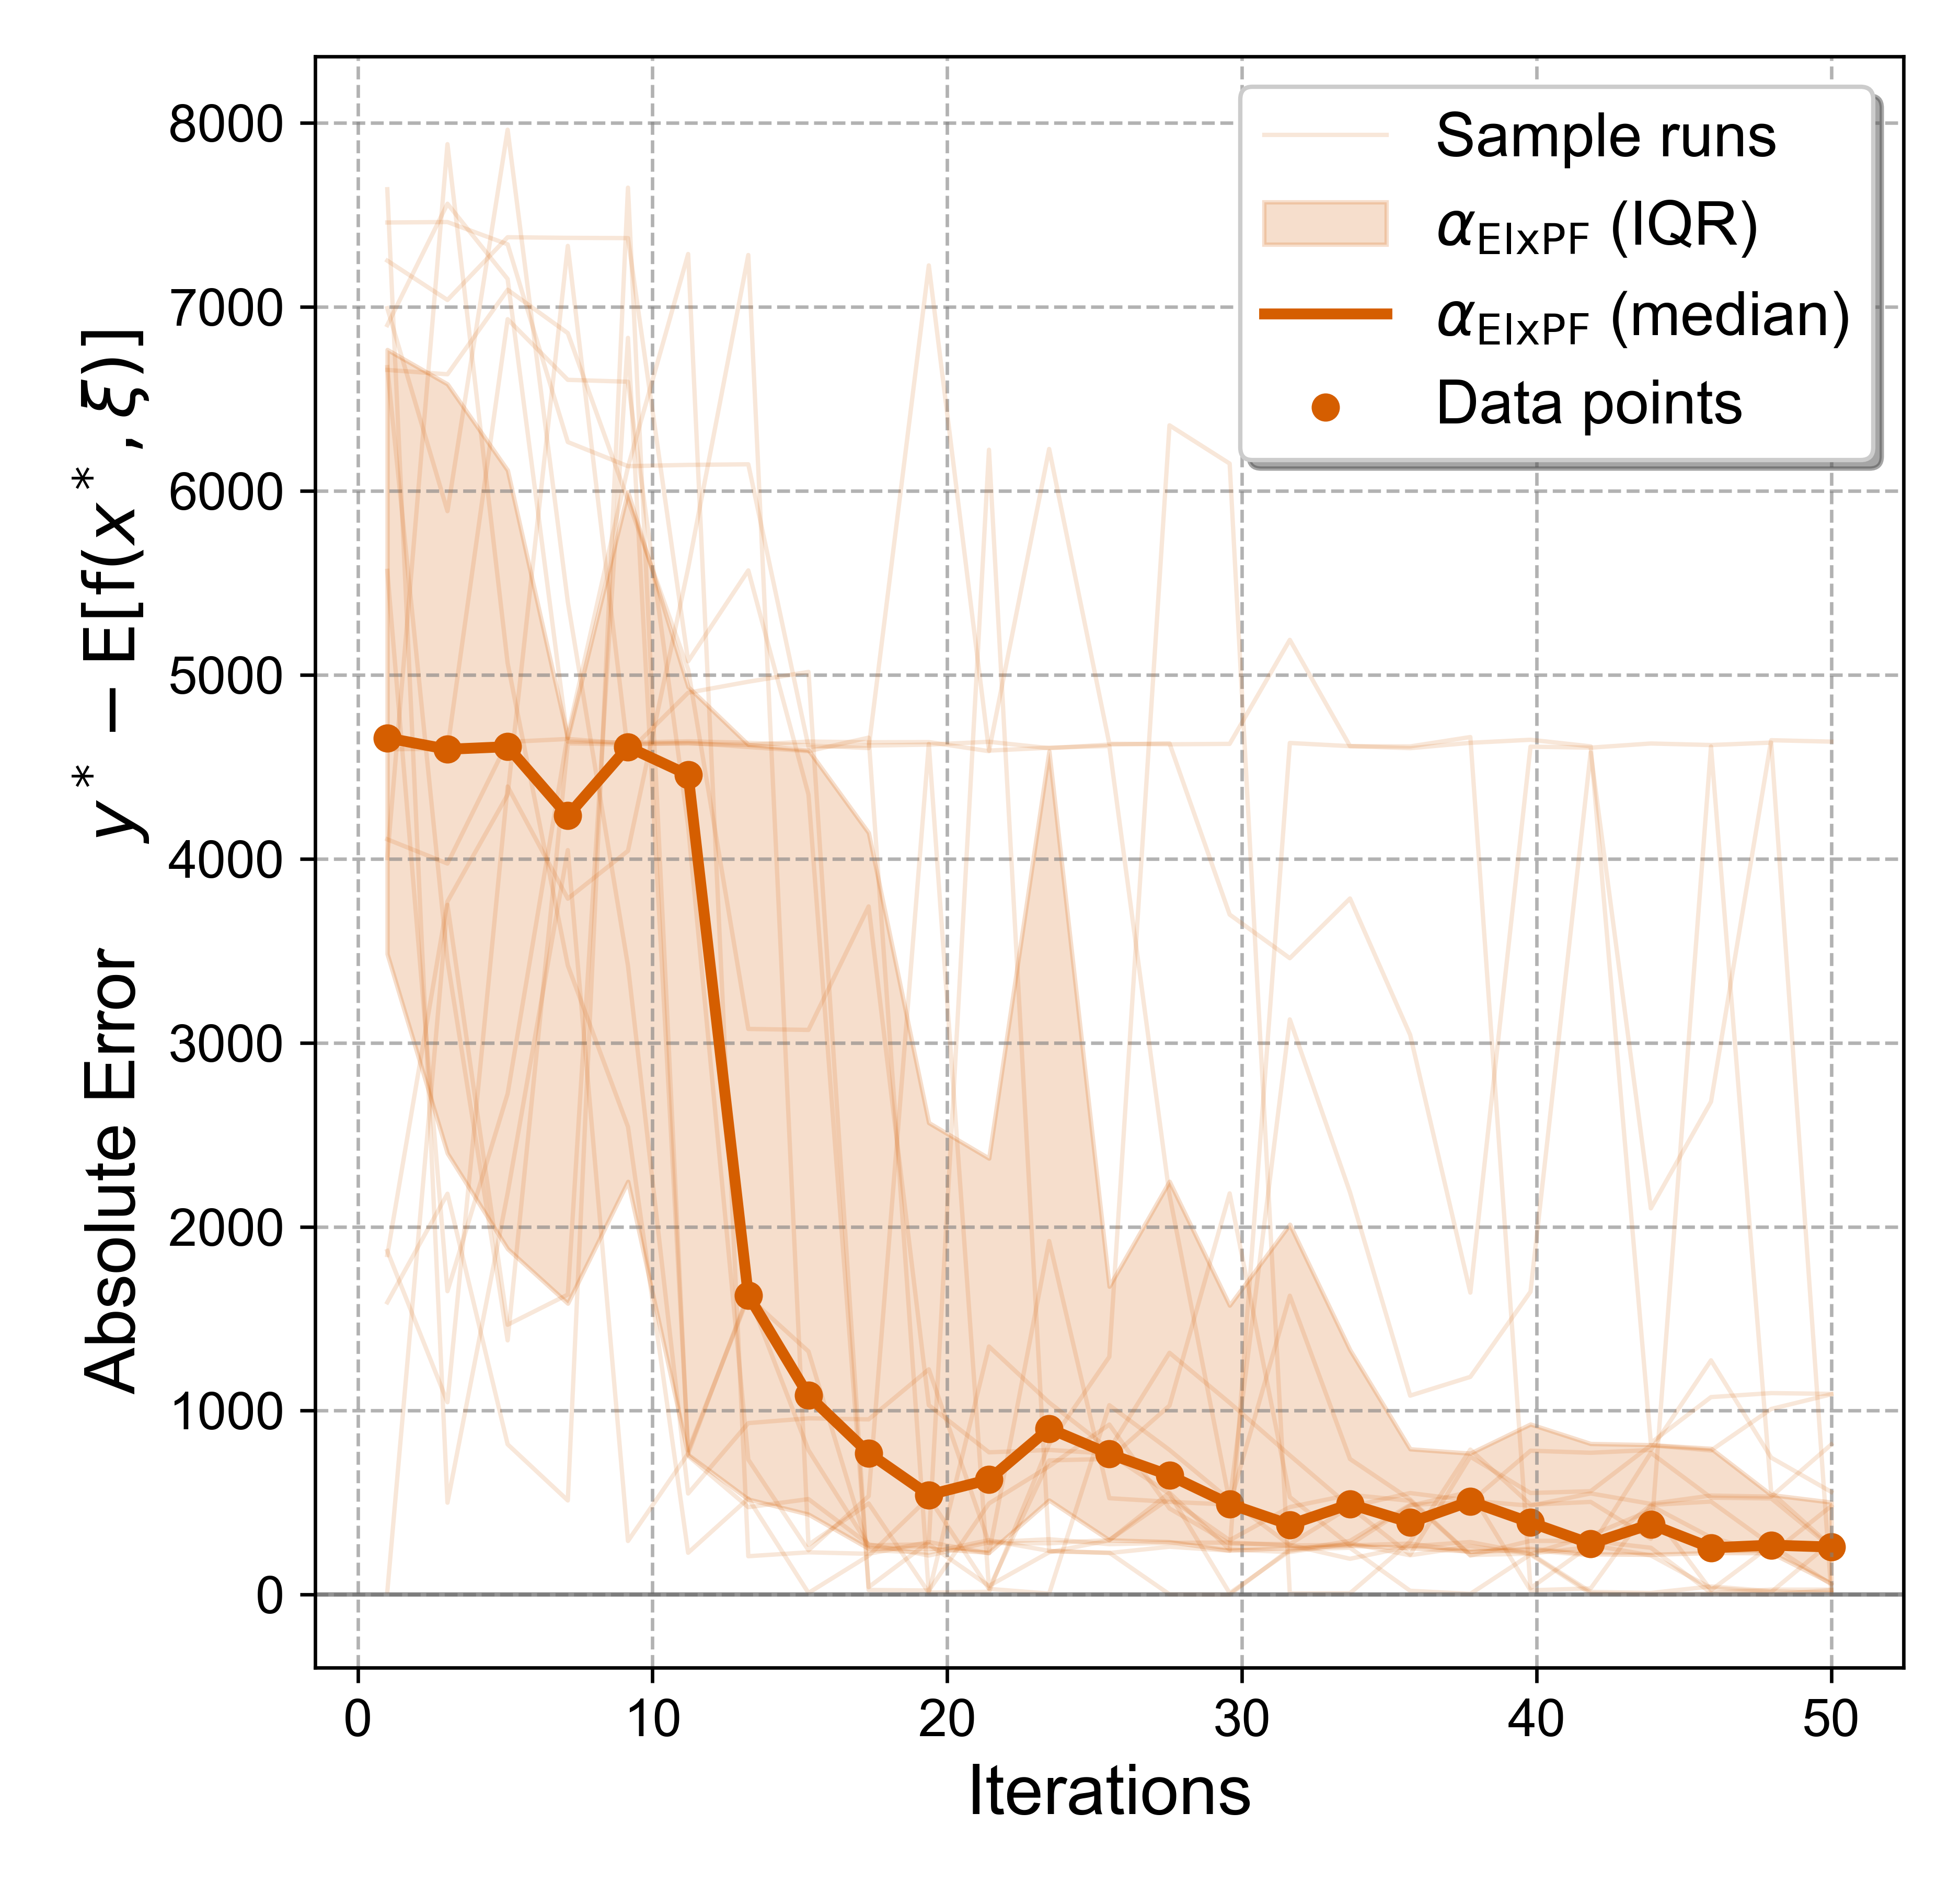 Absolute Error y* − E[f(x*, ξ)]
8000
7000
6000
5000
4000
3000
2000
1000
0
Sample runs
α_EIxPF (IQR)
α_EIxPF (median)
Data points
0 10 20 30 40 50
Iterations